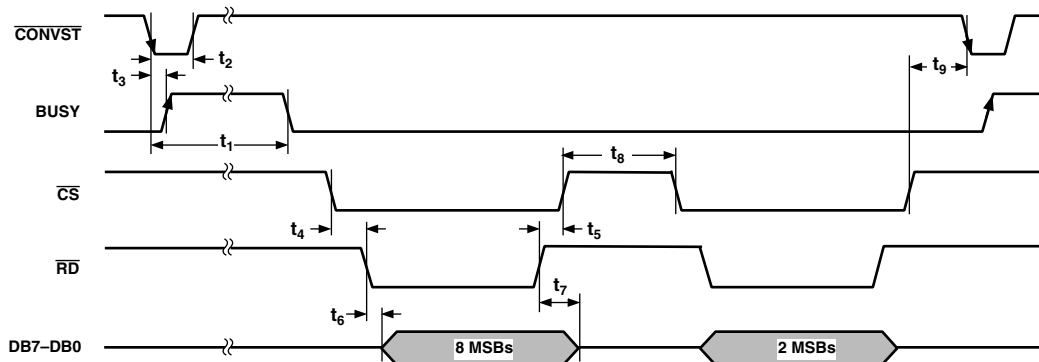 CONVST
t2
t3
t9
BUSY
t1
t8
CS
t4
t5
RD
t7
t6
DB7–DB0
8 MSBs
2 MSBs